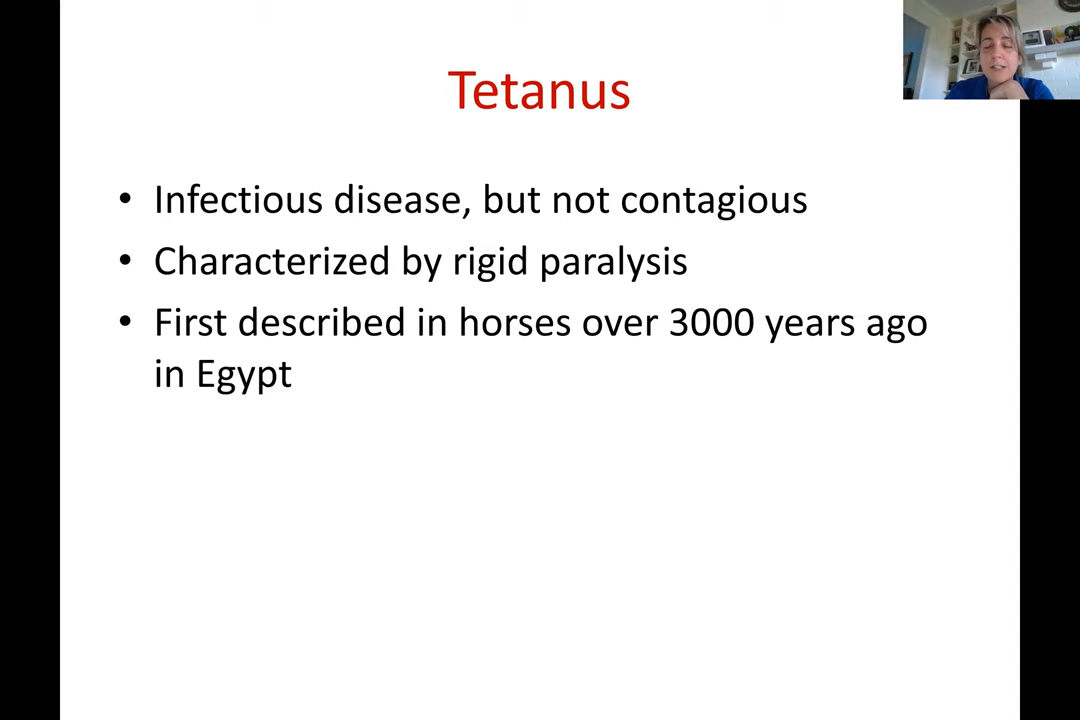 Tetanus
• Infectious disease, but not contagious
• Characterized by rigid paralysis
• First described in horses over 3000 years ago
in Egypt